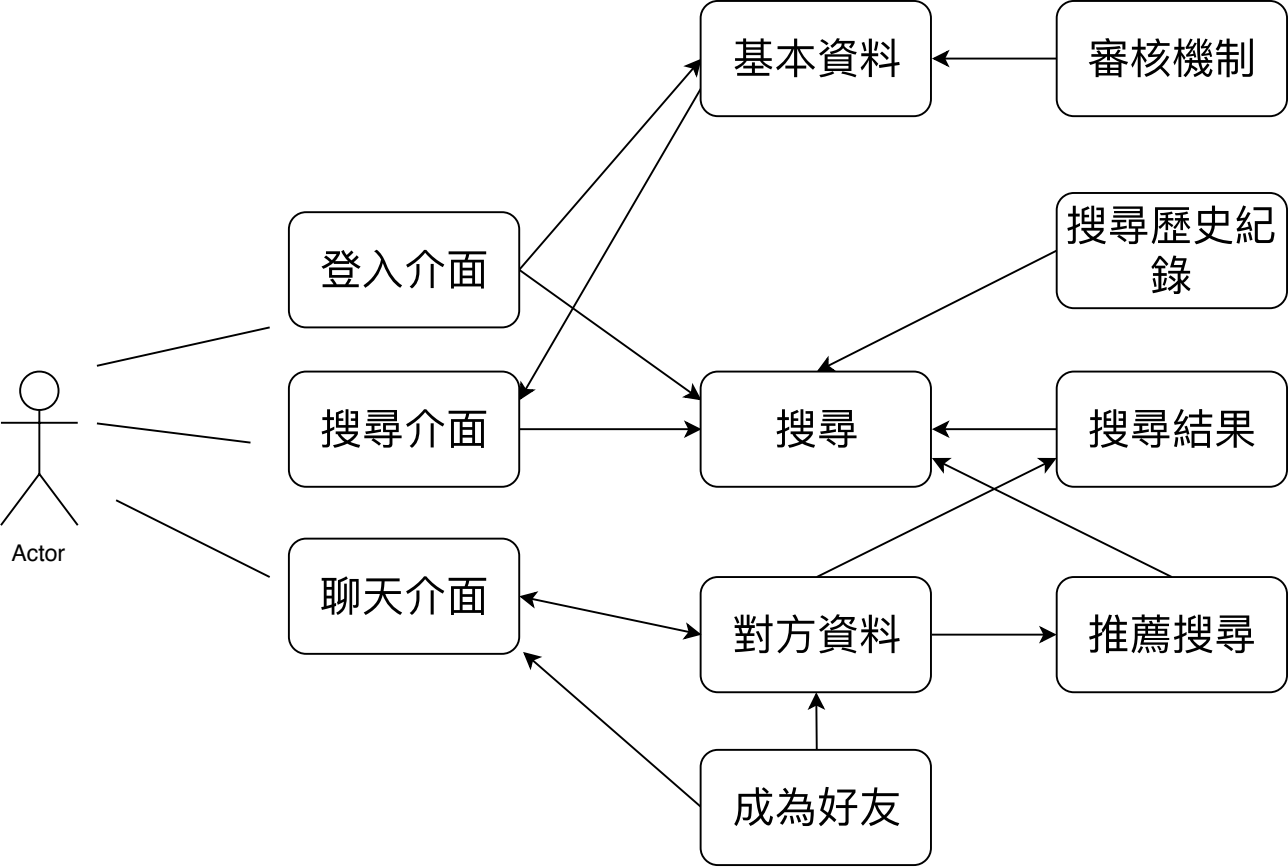 基本資料
審核機制
搜尋歷史紀
錄
登入介面
搜尋介面
搜尋
搜尋結果
Actor
聊天介面
對方資料
推薦搜尋
成為好友